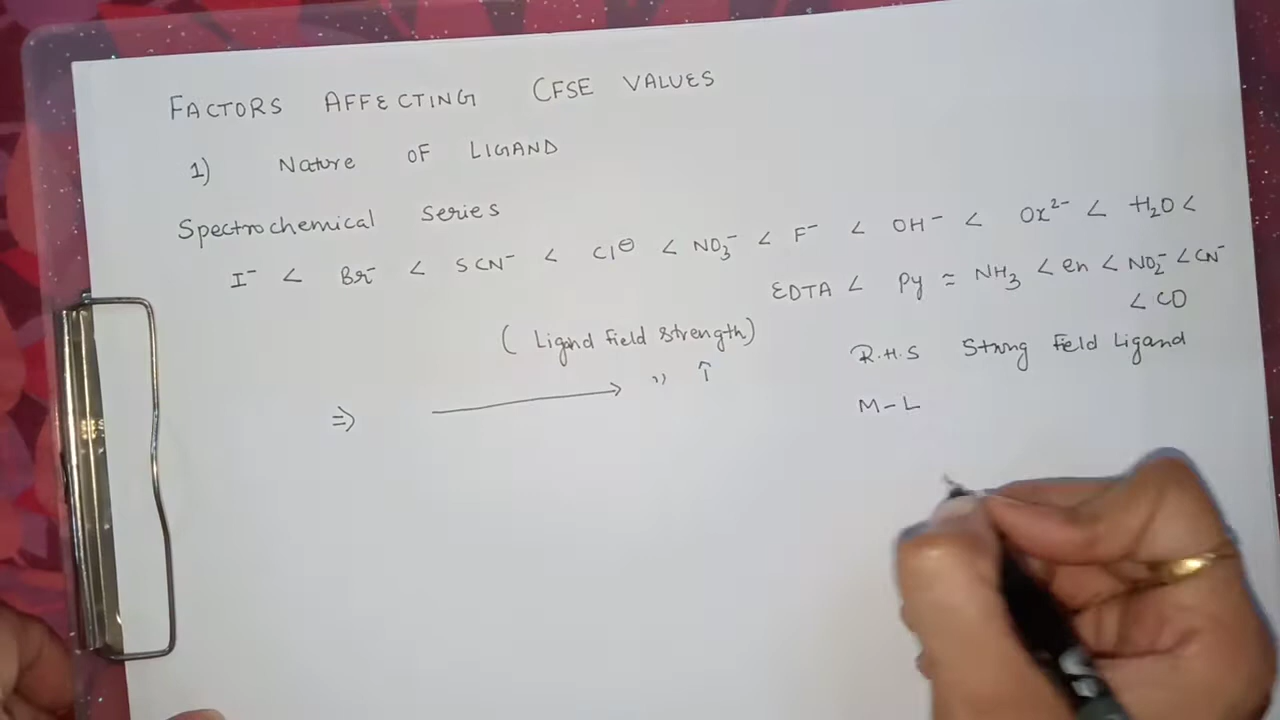 FACTORS AFFECTING CFSE VALUES
1) Nature OF LIGAND
Spectrochemical series
I⁻ < Br⁻ < SCN⁻ < Cl⊖ < NO₃⁻ < F⁻ < OH⁻ < Ox²⁻ < H₂O <
EDTA < Py ≈ NH₃ < en < NO₂⁻ < CN⁻
< CO
(Ligand field strength)
R.H.S Strong Field Ligand
⇒ ⟶ " ↑
M-L